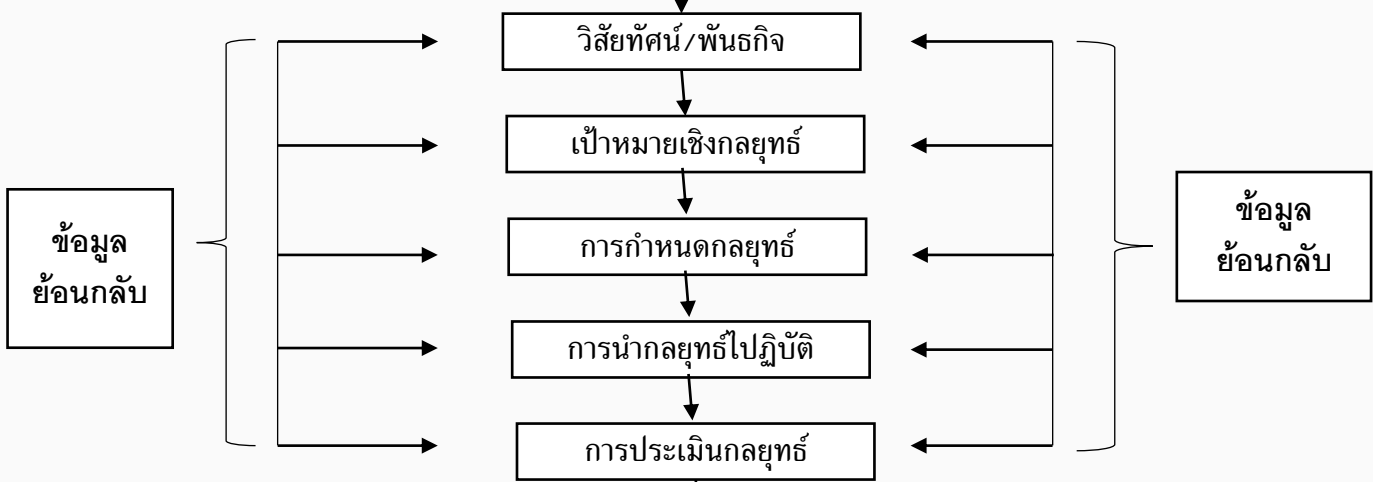 วิสัยทัศน์/พันธกิจ
เป้าหมายเชิงกลยุทธ์
ข้อมูล
ย้อนกลับ
การกำหนดกลยุทธ์
ข้อมูล
ย้อนกลับ
การนำกลยุทธ์ไปฏิบัติ
การประเมินกลยุทธ์